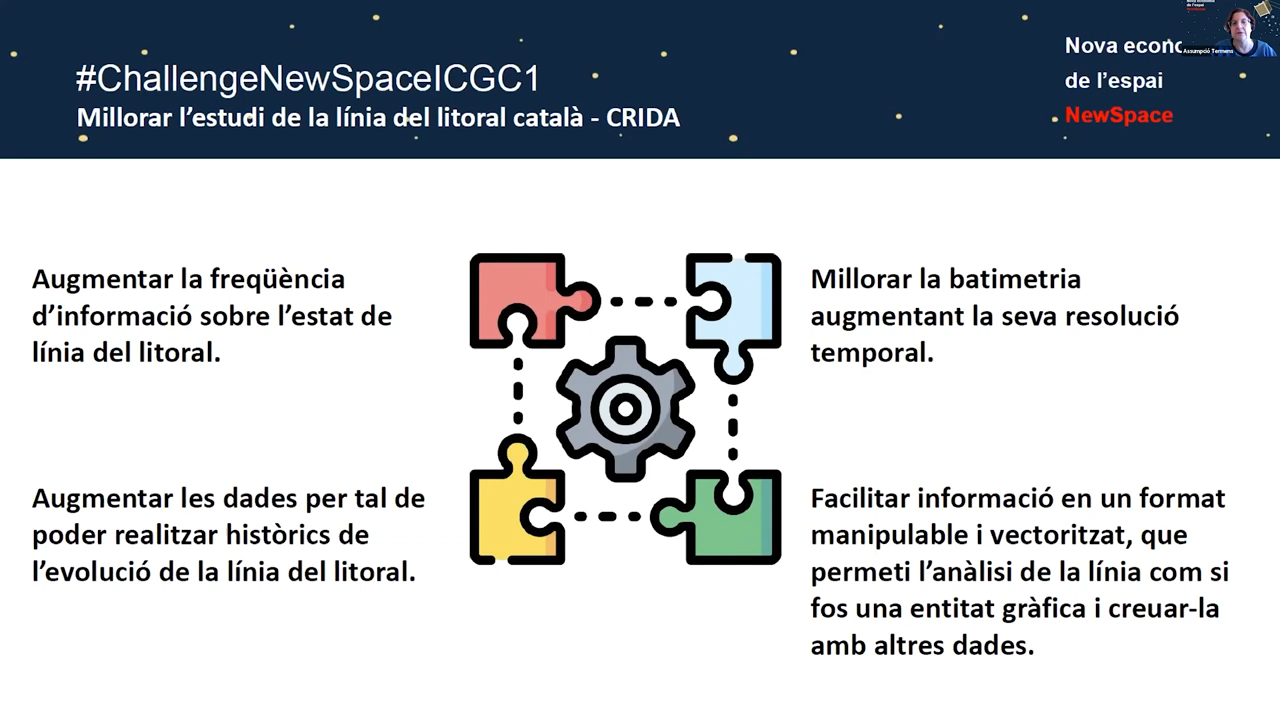 #ChallengeNewSpaceICGC1
Millorar l’estudi de la línia del litoral català - CRIDA
Nova econo
de l’espai
NewSpace
Assumpció Termens
Augmentar la freqüència
d’informació sobre l’estat de
línia del litoral.
Millorar la batimetria
augmentant la seva resolució
temporal.
Augmentar les dades per tal de
poder realitzar històrics de
l’evolució de la línia del litoral.
Facilitar informació en un format
manipulable i vectoritzat, que
permeti l’anàlisi de la línia com si
fos una entitat gràfica i creuar-la
amb altres dades.